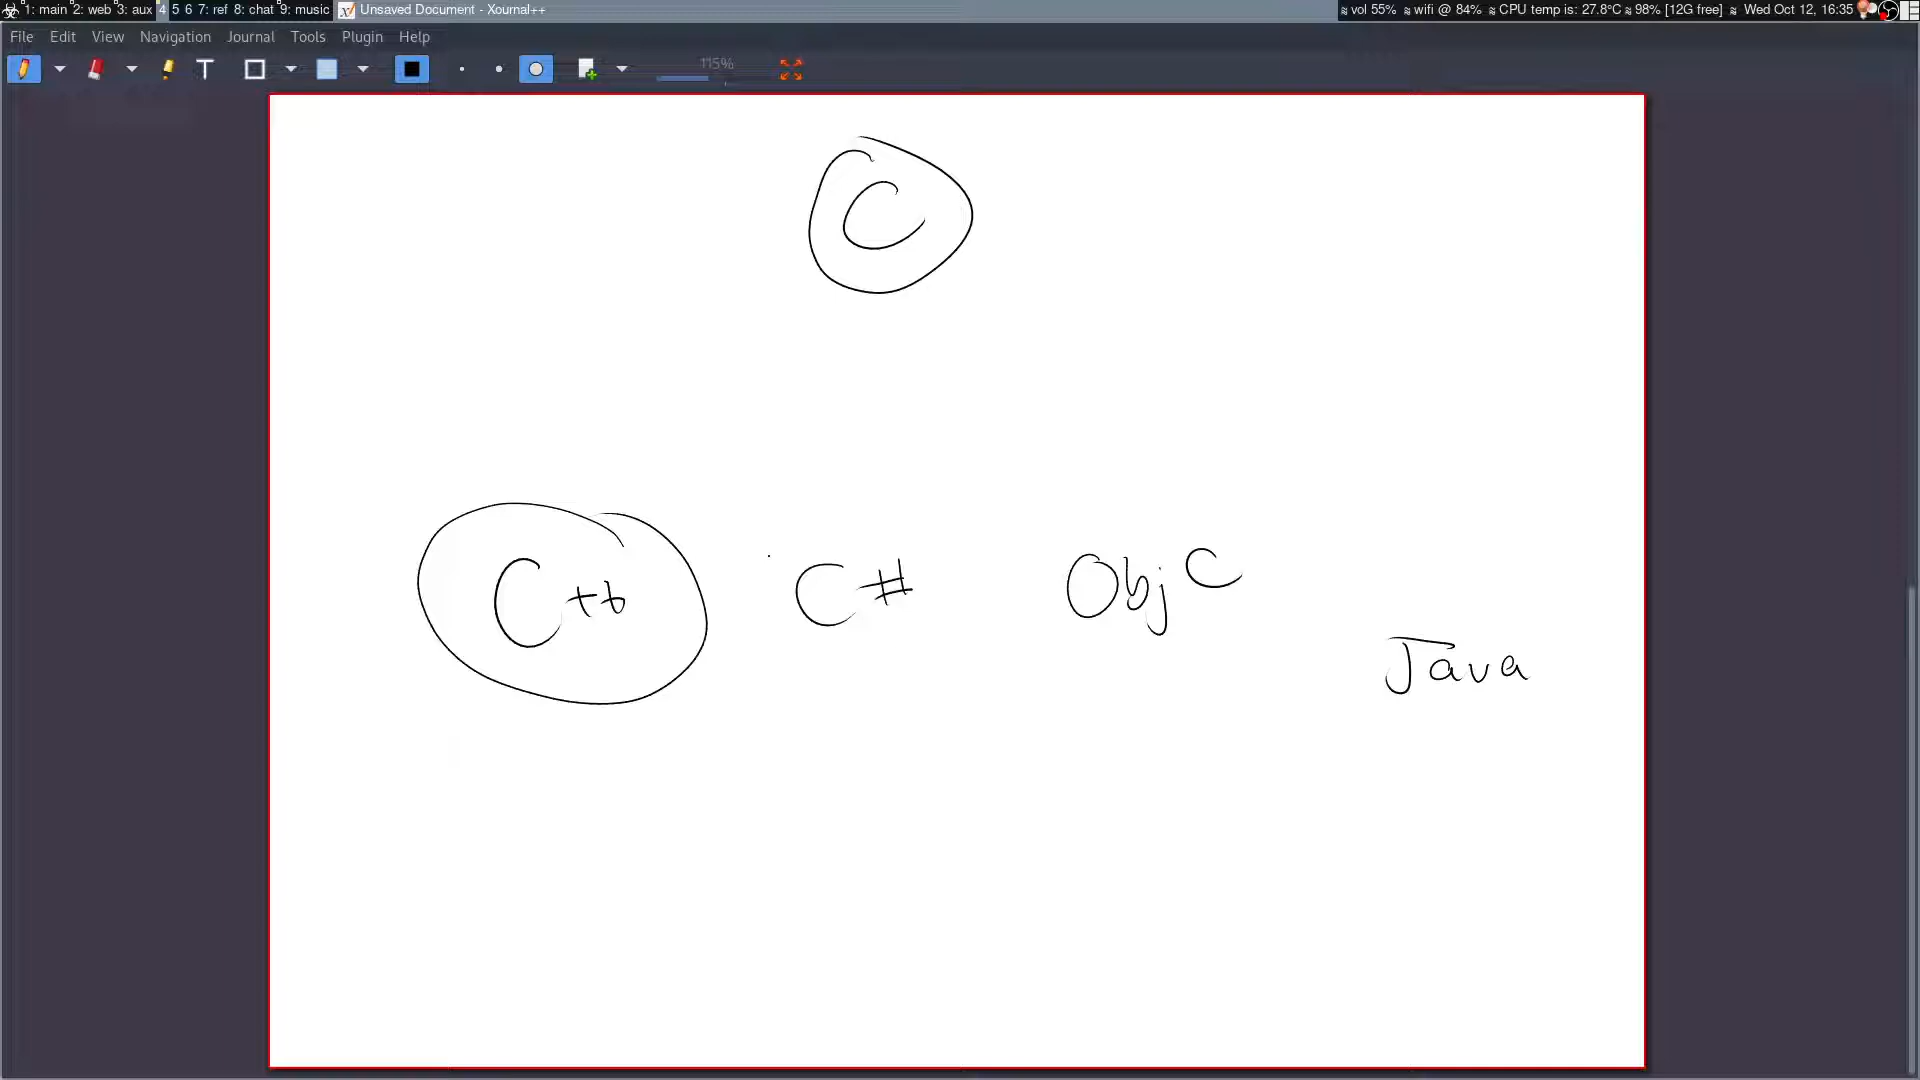 1: main 2: web 3: aux 4 5 6 7: ref 8: chat 9: music Unsaved Document - Xournal++ vol 55% wifi @ 84% CPU temp is: 27.8°C 98% [12G free] Wed Oct 12, 16:35
File Edit View Navigation Journal Tools Plugin Help
T 115%
C
C++ C# Obj C
Java